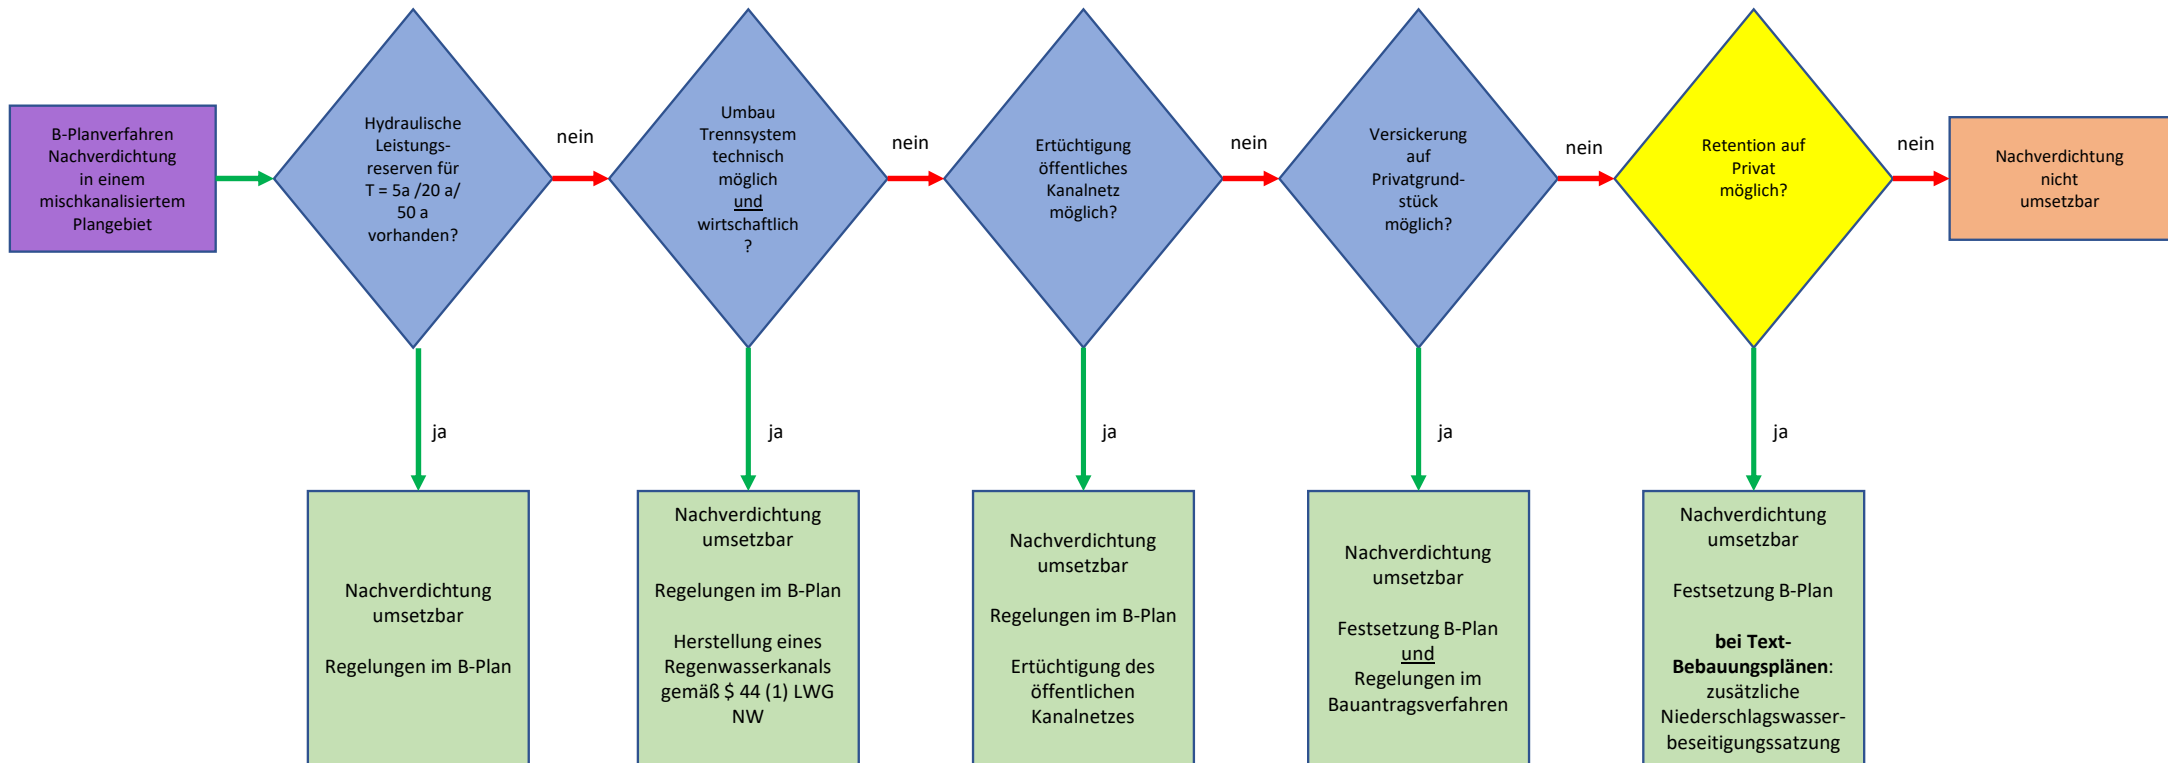 B-Planverfahren
Nachverdichtung
in einem
mischkanalisiertem
Plangebiet
Hydraulische
Leistungs-
reserven für
T = 5a /20 a/
50 a
vorhanden?
nein
Umbau
Trennsystem
technisch
möglich
und
wirtschaftlich
?
nein
Ertüchtigung
öffentliches
Kanalnetz
möglich?
nein
Versickerung
auf
Privatgrund-
stück
möglich?
nein
Retention auf
Privat
möglich?
nein
Nachverdichtung
nicht
umsetzbar
ja
ja
ja
ja
ja
Nachverdichtung
umsetzbar
Regelungen im B-Plan
Nachverdichtung
umsetzbar
Regelungen im B-Plan
Herstellung eines
Regenwasserkanals
gemäß $ 44 (1) LWG
NW
Nachverdichtung
umsetzbar
Regelungen im B-Plan
Ertüchtigung des
öffentlichen
Kanalnetzes
Nachverdichtung
umsetzbar
Festsetzung B-Plan
und
Regelungen im
Bauantragsverfahren
Nachverdichtung
umsetzbar
Festsetzung B-Plan
bei Text-
Bebauungsplänen:
zusätzliche
Niederschlagswasser-
beseitigungssatzung